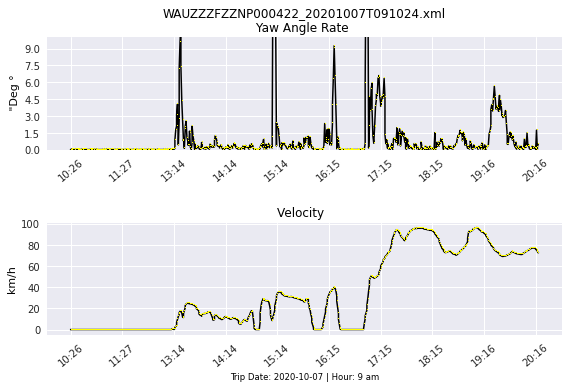 WAUZZZFZZNP000422_20201007T091024.xml
Yaw Angle Rate
"Deg °
9.0
7.5
6.0
4.5
3.0
1.5
0.0
10:26 11:27 13:14 14:14 15:14 16:15 17:15 18:15 19:16 20:16
Velocity
km/h
100
80
60
40
20
0
10:26 11:27 13:14 14:14 15:14 16:15 17:15 18:15 19:16 20:16
Trip Date: 2020-10-07 | Hour: 9 am